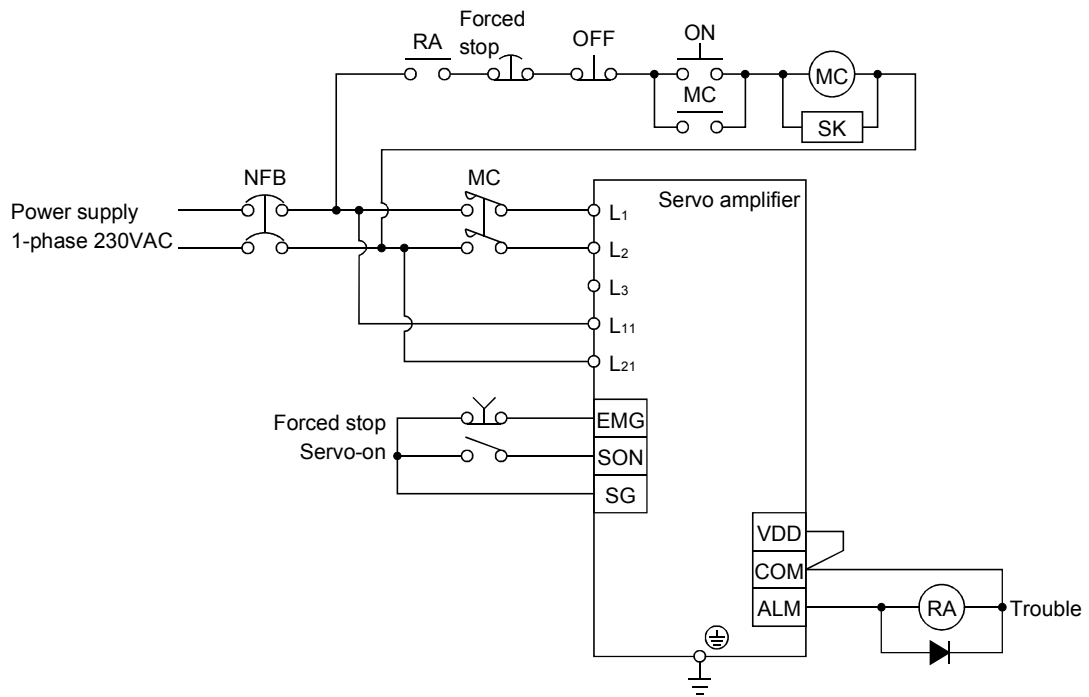 Forced
stop
RA
OFF
ON
MC
MC
SK
NFB
MC
Servo amplifier
Power supply
1-phase 230VAC
L1
L2
L3
L11
L21
Forced stop
EMG
Servo-on
SON
SG
VDD
COM
ALM
RA
Trouble